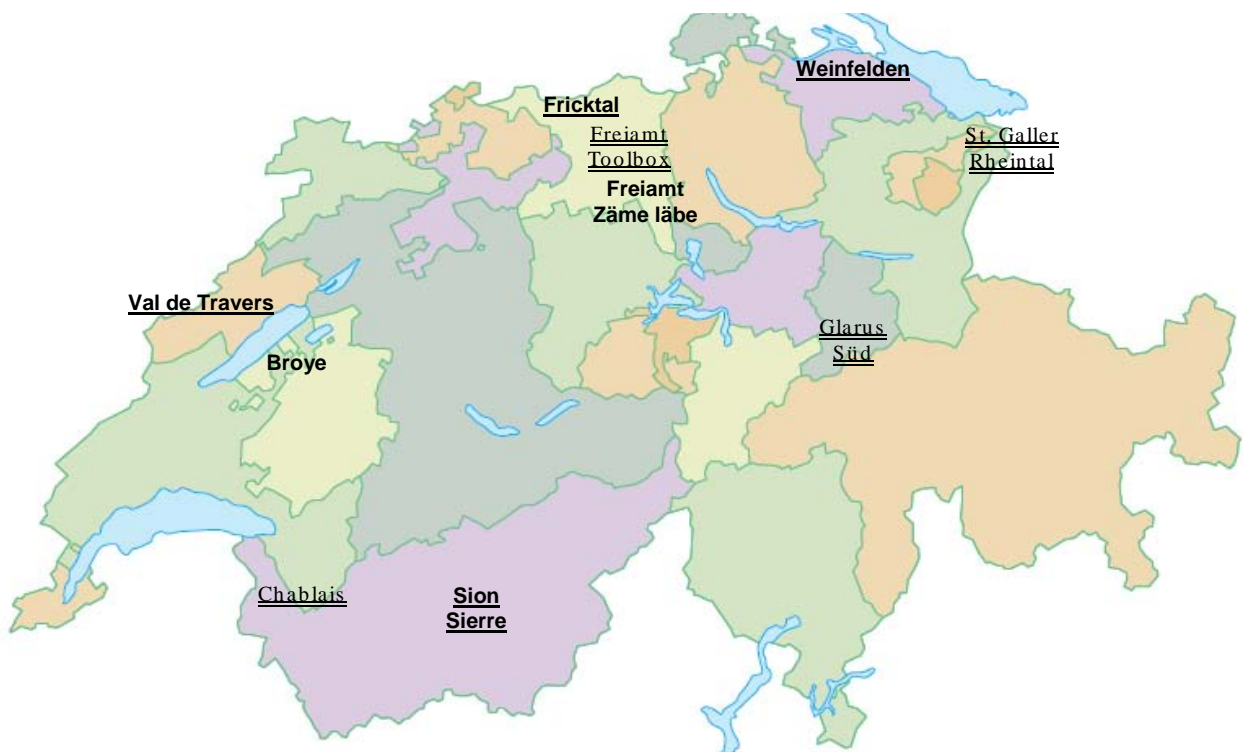 Weinfelden
Fricktal
Freiamt
Toolbox
St. Galler
Rheintal
Freiamt
Zäme läbe
Val de Travers
Glarus
Süd
Broye
Chablais
Sion
Sierre